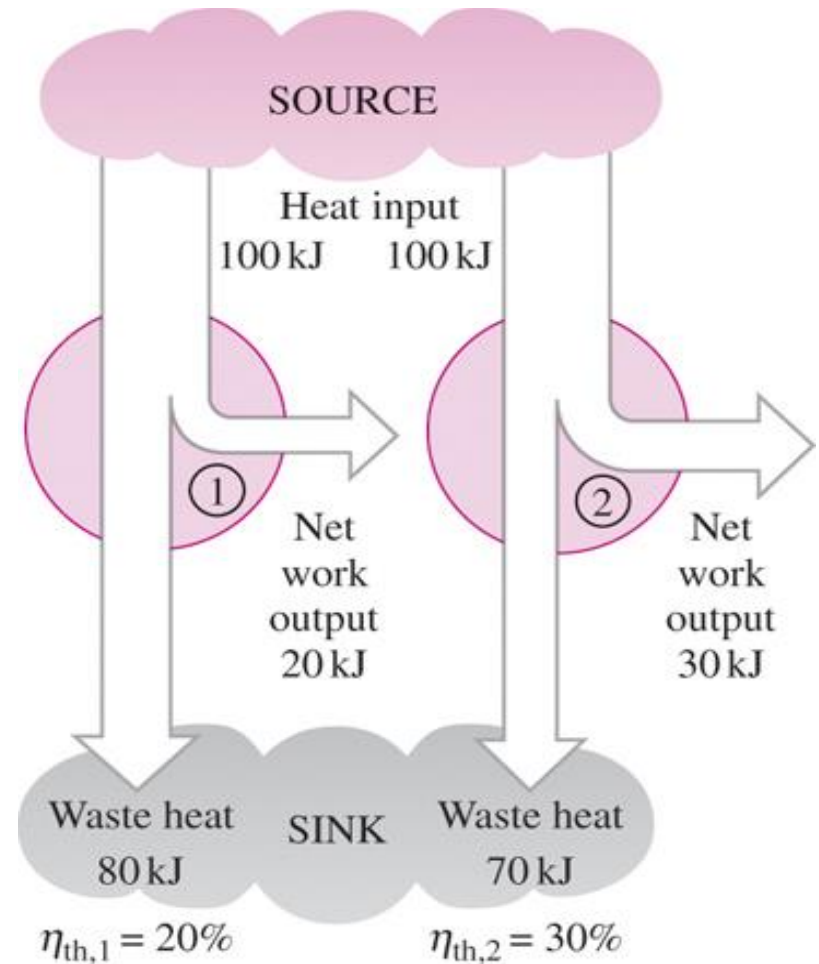 SOURCE
Heat input
100 kJ 100 kJ
1
Net
work
output
20 kJ
2
Net
work
output
30 kJ
Waste heat
80 kJ
SINK
Waste heat
70 kJ
ηth,1 = 20%
ηth,2 = 30%